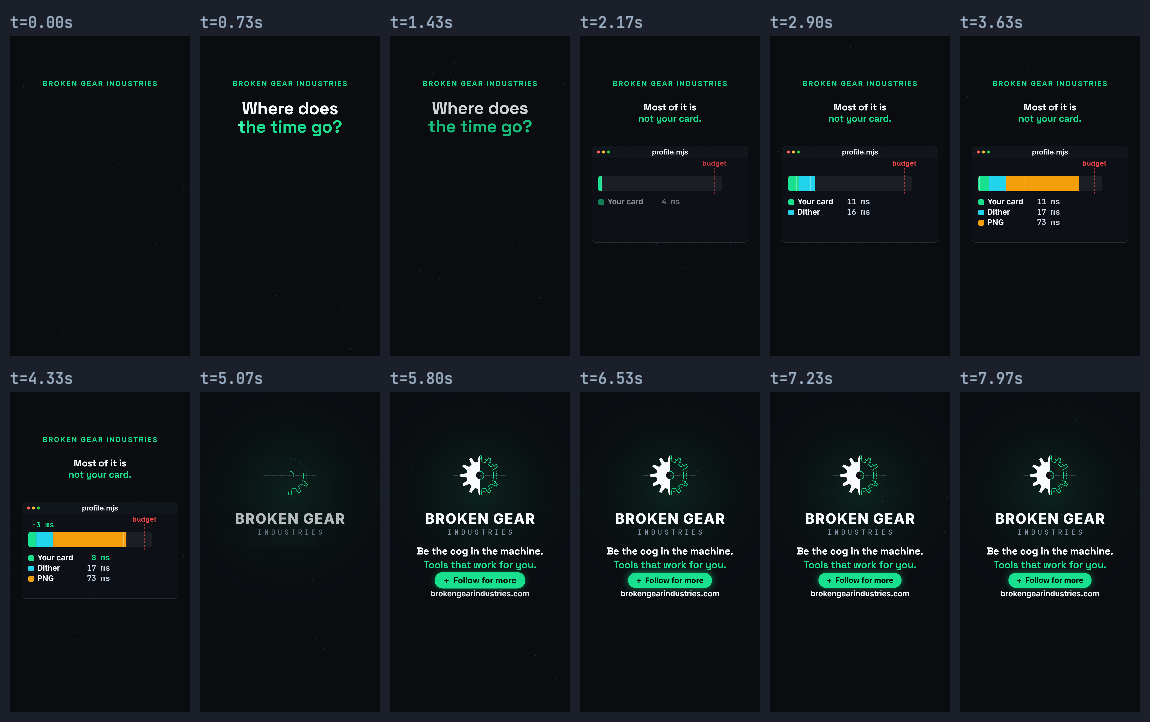 t=0.00s
BROKEN GEAR INDUSTRIES
t=0.73s
BROKEN GEAR INDUSTRIES
Where does
the time go?
t=1.43s
BROKEN GEAR INDUSTRIES
Where does
the time go?
t=2.17s
BROKEN GEAR INDUSTRIES
Most of it is
not your card.
profile.mjs
budget
Your card 4 ms
t=2.90s
BROKEN GEAR INDUSTRIES
Most of it is
not your card.
profile.mjs
budget
Your card 11 ms
Dither 16 ms
t=3.63s
BROKEN GEAR INDUSTRIES
Most of it is
not your card.
profile.mjs
budget
Your card 11 ms
Dither 17 ms
PNG 73 ms
t=4.33s
BROKEN GEAR INDUSTRIES
Most of it is
not your card.
profile.mjs
budget
-3 ms
Your card 8 ms
Dither 17 ms
PNG 73 ms
t=5.07s
BROKEN GEAR
INDUSTRIES
t=5.80s
BROKEN GEAR
INDUSTRIES
Be the cog in the machine.
Tools that work for you.
+ Follow for more
brokengearindustries.com
t=6.53s
BROKEN GEAR
INDUSTRIES
Be the cog in the machine.
Tools that work for you.
+ Follow for more
brokengearindustries.com
t=7.23s
BROKEN GEAR
INDUSTRIES
Be the cog in the machine.
Tools that work for you.
+ Follow for more
brokengearindustries.com
t=7.97s
BROKEN GEAR
INDUSTRIES
Be the cog in the machine.
Tools that work for you.
+ Follow for more
brokengearindustries.com